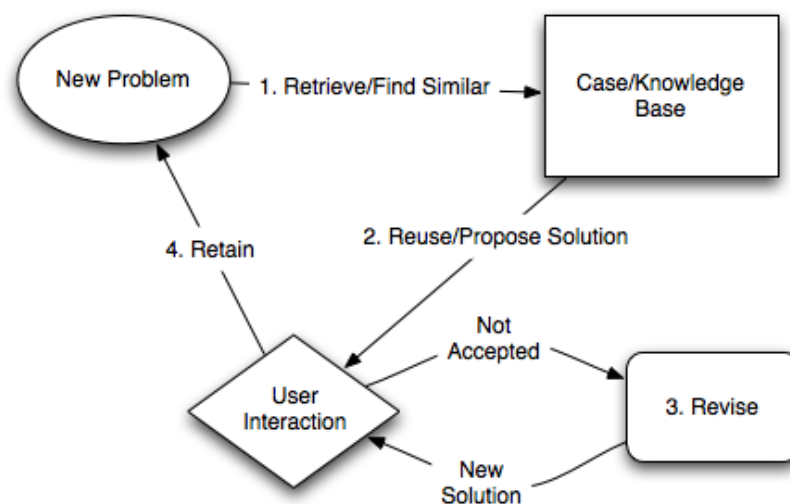 New Problem
1. Retrieve/Find Similar
Case/Knowledge
Base
2. Reuse/Propose Solution
4. Retain
Not
Accepted
User
Interaction
3. Revise
New
Solution